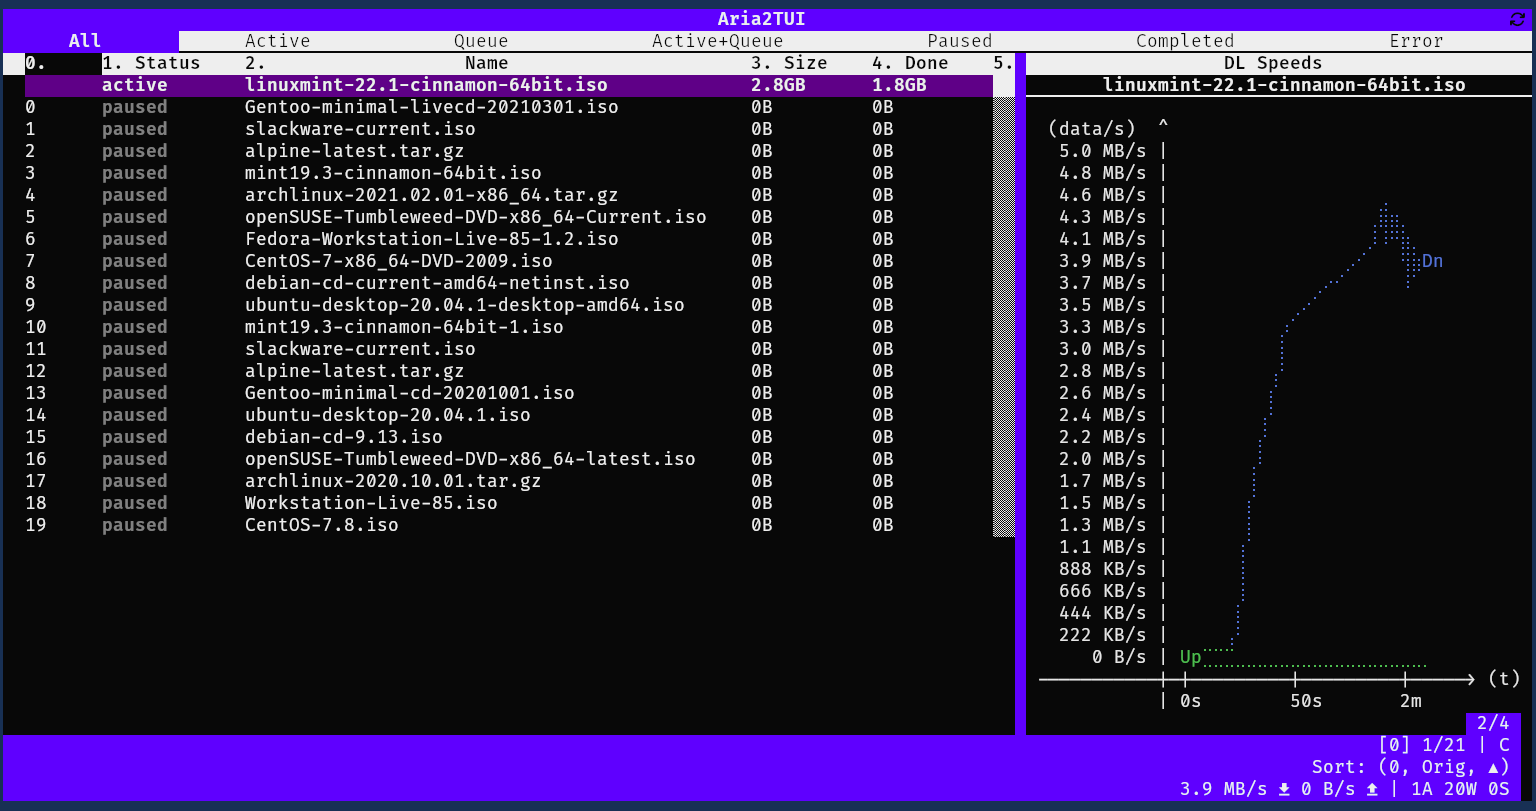 Aria2TUI
All Active Queue Active+Queue Paused Completed Error
0. 1. Status 2. Name 3. Size 4. Done 5.
active linuxmint-22.1-cinnamon-64bit.iso 2.8GB 1.8GB
0 paused Gentoo-minimal-livecd-20210301.iso 0B 0B
1 paused slackware-current.iso 0B 0B
2 paused alpine-latest.tar.gz 0B 0B
3 paused mint19.3-cinnamon-64bit.iso 0B 0B
4 paused archlinux-2021.02.01-x86_64.tar.gz 0B 0B
5 paused openSUSE-Tumbleweed-DVD-x86_64-Current.iso 0B 0B
6 paused Fedora-Workstation-Live-85-1.2.iso 0B 0B
7 paused CentOS-7-x86_64-DVD-2009.iso 0B 0B
8 paused debian-cd-current-amd64-netinst.iso 0B 0B
9 paused ubuntu-desktop-20.04.1-desktop-amd64.iso 0B 0B
10 paused mint19.3-cinnamon-64bit-1.iso 0B 0B
11 paused slackware-current.iso 0B 0B
12 paused alpine-latest.tar.gz 0B 0B
13 paused Gentoo-minimal-cd-20201001.iso 0B 0B
14 paused ubuntu-desktop-20.04.1.iso 0B 0B
15 paused debian-cd-9.13.iso 0B 0B
16 paused openSUSE-Tumbleweed-DVD-x86_64-latest.iso 0B 0B
17 paused archlinux-2020.10.01.tar.gz 0B 0B
18 paused Workstation-Live-85.iso 0B 0B
19 paused CentOS-7.8.iso 0B 0B
DL Speeds
linuxmint-22.1-cinnamon-64bit.iso
(data/s) ^
5.0 MB/s |
4.8 MB/s |
4.6 MB/s |
4.3 MB/s |
4.1 MB/s |
3.9 MB/s | Dn
3.7 MB/s |
3.5 MB/s |
3.3 MB/s |
3.0 MB/s |
2.8 MB/s |
2.6 MB/s |
2.4 MB/s |
2.2 MB/s |
2.0 MB/s |
1.7 MB/s |
1.5 MB/s |
1.3 MB/s |
1.1 MB/s |
888 KB/s |
666 KB/s |
444 KB/s |
222 KB/s |
0 B/s | Up
(t)
| 0s 50s 2m
2/4
[0] 1/21 | C
Sort: (0, Orig, ▲)
3.9 MB/s 0 B/s | 1A 20W 0S